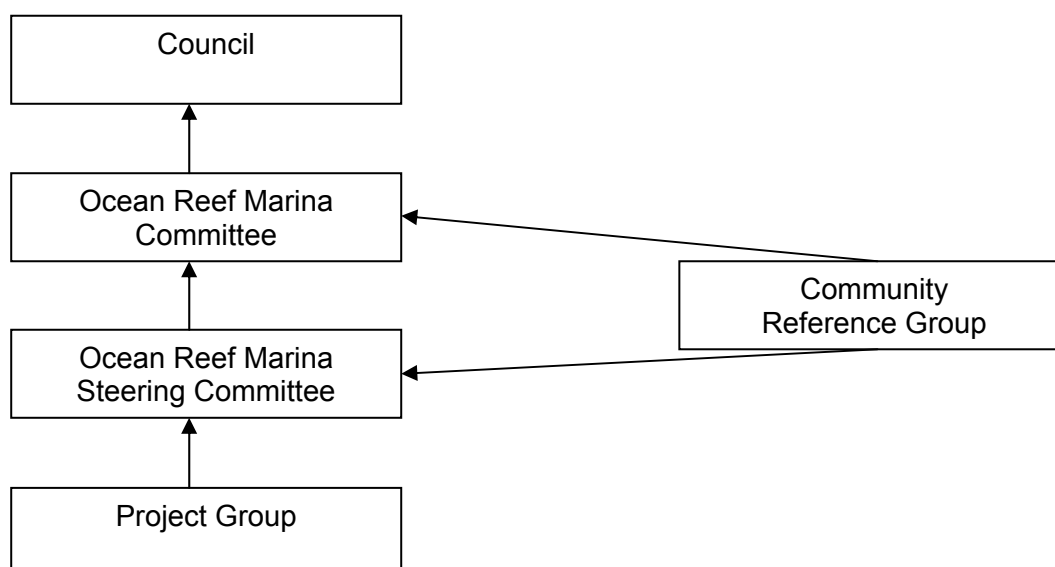 Council
Ocean Reef Marina
Committee
Community
Reference Group
Ocean Reef Marina
Steering Committee
Project Group